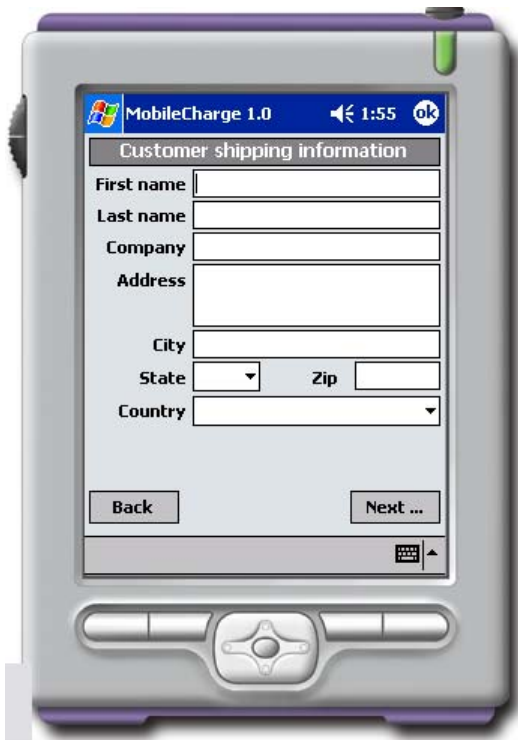 MobileCharge 1.0 1:55 ok
Customer shipping information
First name
Last name
Company
Address
City
State Zip
Country
Back Next ...